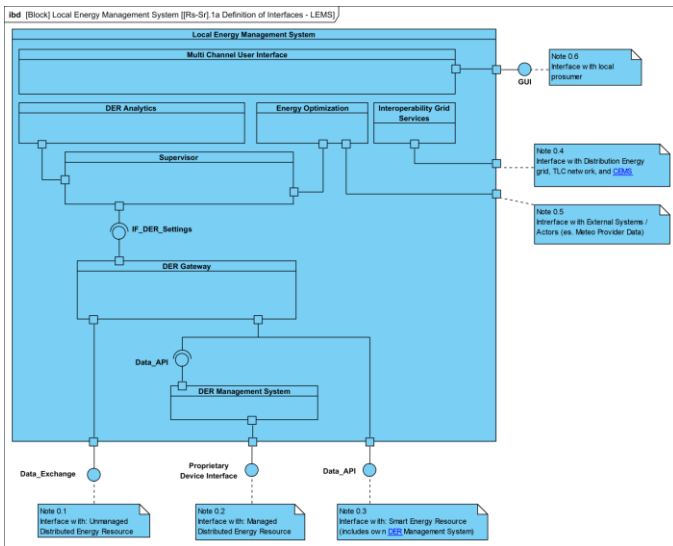 ibd [Block] Local Energy Management System [[Rs-Sr].1a Definition of Interfaces - LEMS]
Local Energy Management System
Multi Channel User Interface
GUI
Note 0.6
Interface with local
prosumer
DER Analytics
Energy Optimization
Interoperability Grid
Services
Supervisor
Note 0.4
Interface with Distribution Energy
grid, TLC network, and CEMS
Note 0.5
Intrerface with External Systems /
Actors (es. Meteo Provider Data)
IF_DER_Settings
DER Gateway
Data_API
DER Management System
Data_Exchange
Proprietary
Device Interface
Data_API
Note 0.1
Interface with: Unmanaged
Distributed Energy Resource
Note 0.2
Interface with: Managed
Distributed Energy Resource
Note 0.3
Interface with: Smart Energy Resource
(includes own DER Management System)